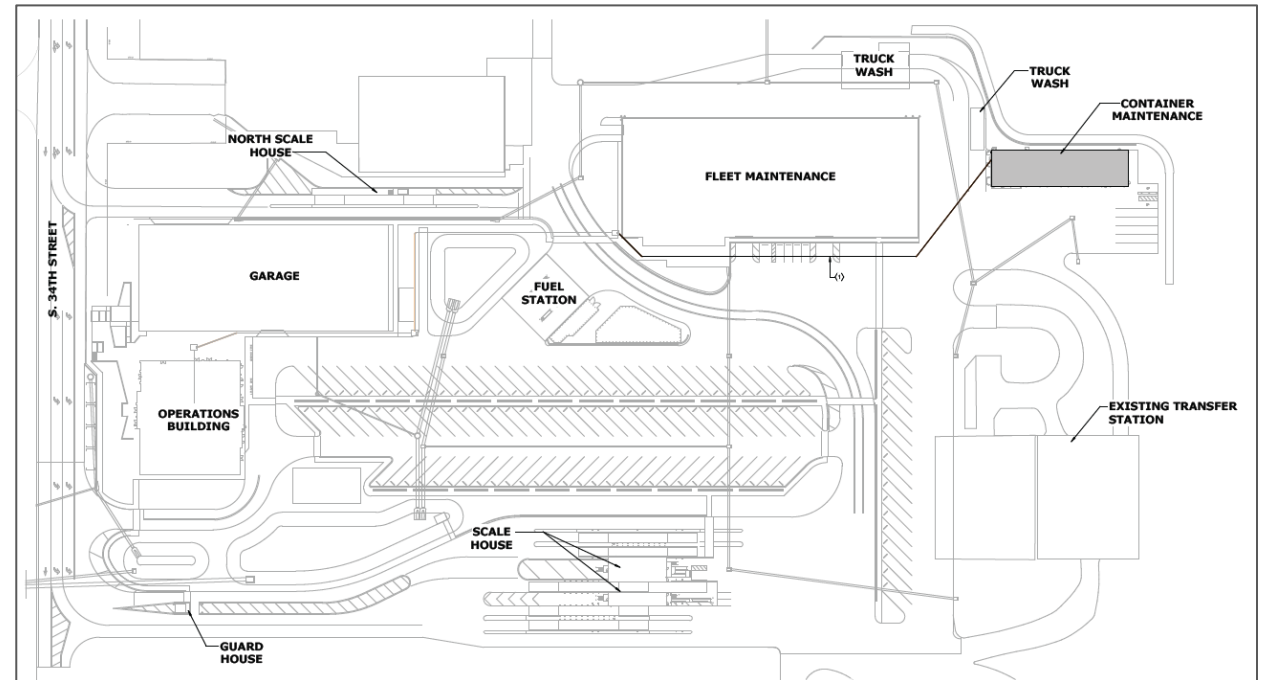 TRUCK
WASH
TRUCK
WASH
CONTAINER
MAINTENANCE
NORTH SCALE
HOUSE
FLEET MAINTENANCE
S. 34TH STREET
GARAGE
FUEL
STATION
(1)
OPERATIONS
BUILDING
EXISTING TRANSFER
STATION
SCALE
HOUSE
GUARD
HOUSE